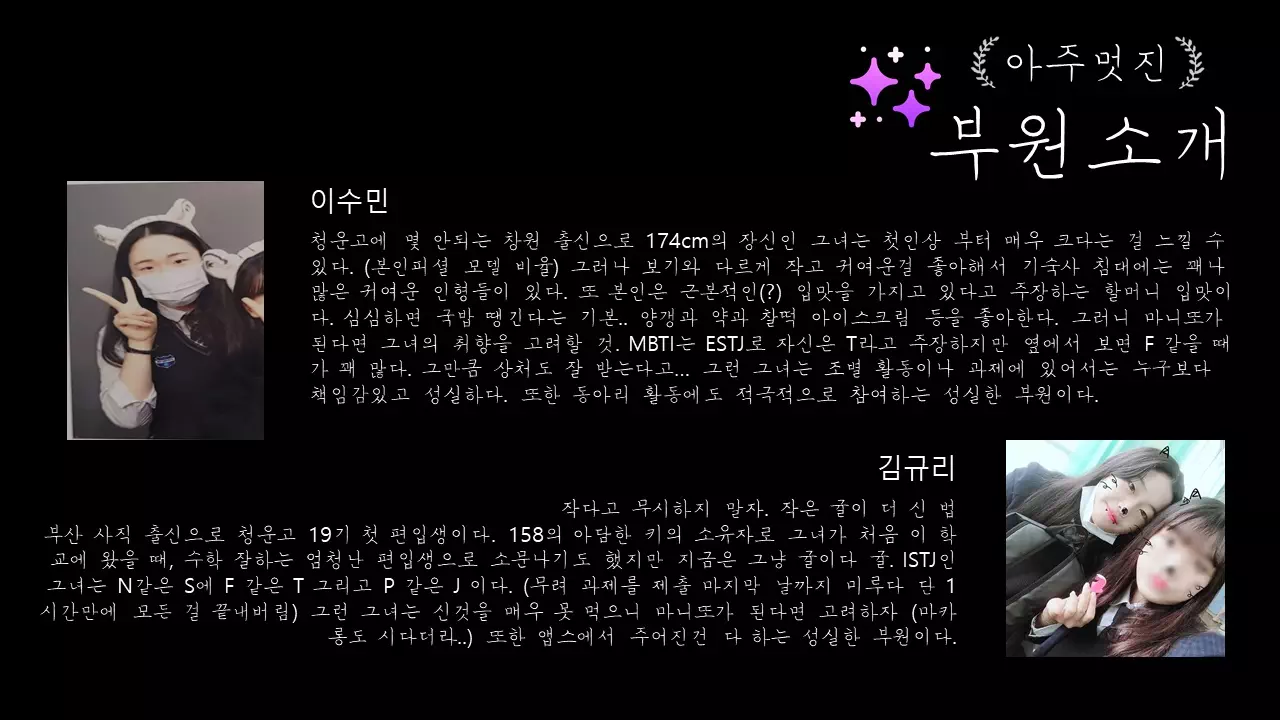 아주멋진
부원소개
이수민
청운고에 몇 안되는 창원 출신으로 174cm의 장신인 그녀는 첫인상 부터 매우 크다는 걸 느낄 수
있다. (본인피셜 모델 비율) 그러나 보기와 다르게 작고 귀여운걸 좋아해서 기숙사 침대에는 꽤나
많은 귀여운 인형들이 있다. 또 본인은 근본적인(?) 입맛을 가지고 있다고 주장하는 할머니 입맛이
다. 심심하면 국밥 땡긴다는 기본.. 양갱과 약과 찰떡 아이스크림 등을 좋아한다. 그러니 마니또가
된다면 그녀의 취향을 고려할 것. MBTI는 ESTJ로 자신은 T라고 주장하지만 옆에서 보면 F 같을 때
가 꽤 많다. 그만큼 상처도 잘 받는다고... 그런 그녀는 조별 활동이나 과제에 있어서는 누구보다
책임감있고 성실하다. 또한 동아리 활동에도 적극적으로 참여하는 성실한 부원이다.
김규리
작다고 무시하지 말자. 작은 귤이 더 신 법
부산 사직 출신으로 청운고 19기 첫 편입생이다. 158의 아담한 키의 소유자로 그녀가 처음 이 학
교에 왔을 때, 수학 잘하는 엄청난 편입생으로 소문나기도 했지만 지금은 그냥 귤이다 귤. ISTJ인
그녀는 N같은 S에 F 같은 T 그리고 P 같은 J 이다. (무려 과제를 제출 마지막 날까지 미루다 단 1
시간만에 모든 걸 끝내버림) 그런 그녀는 신것을 매우 못 먹으니 마니또가 된다면 고려하자 (마카
롱도 시다더라..) 또한 앱스에서 주어진건 다 하는 성실한 부원이다.